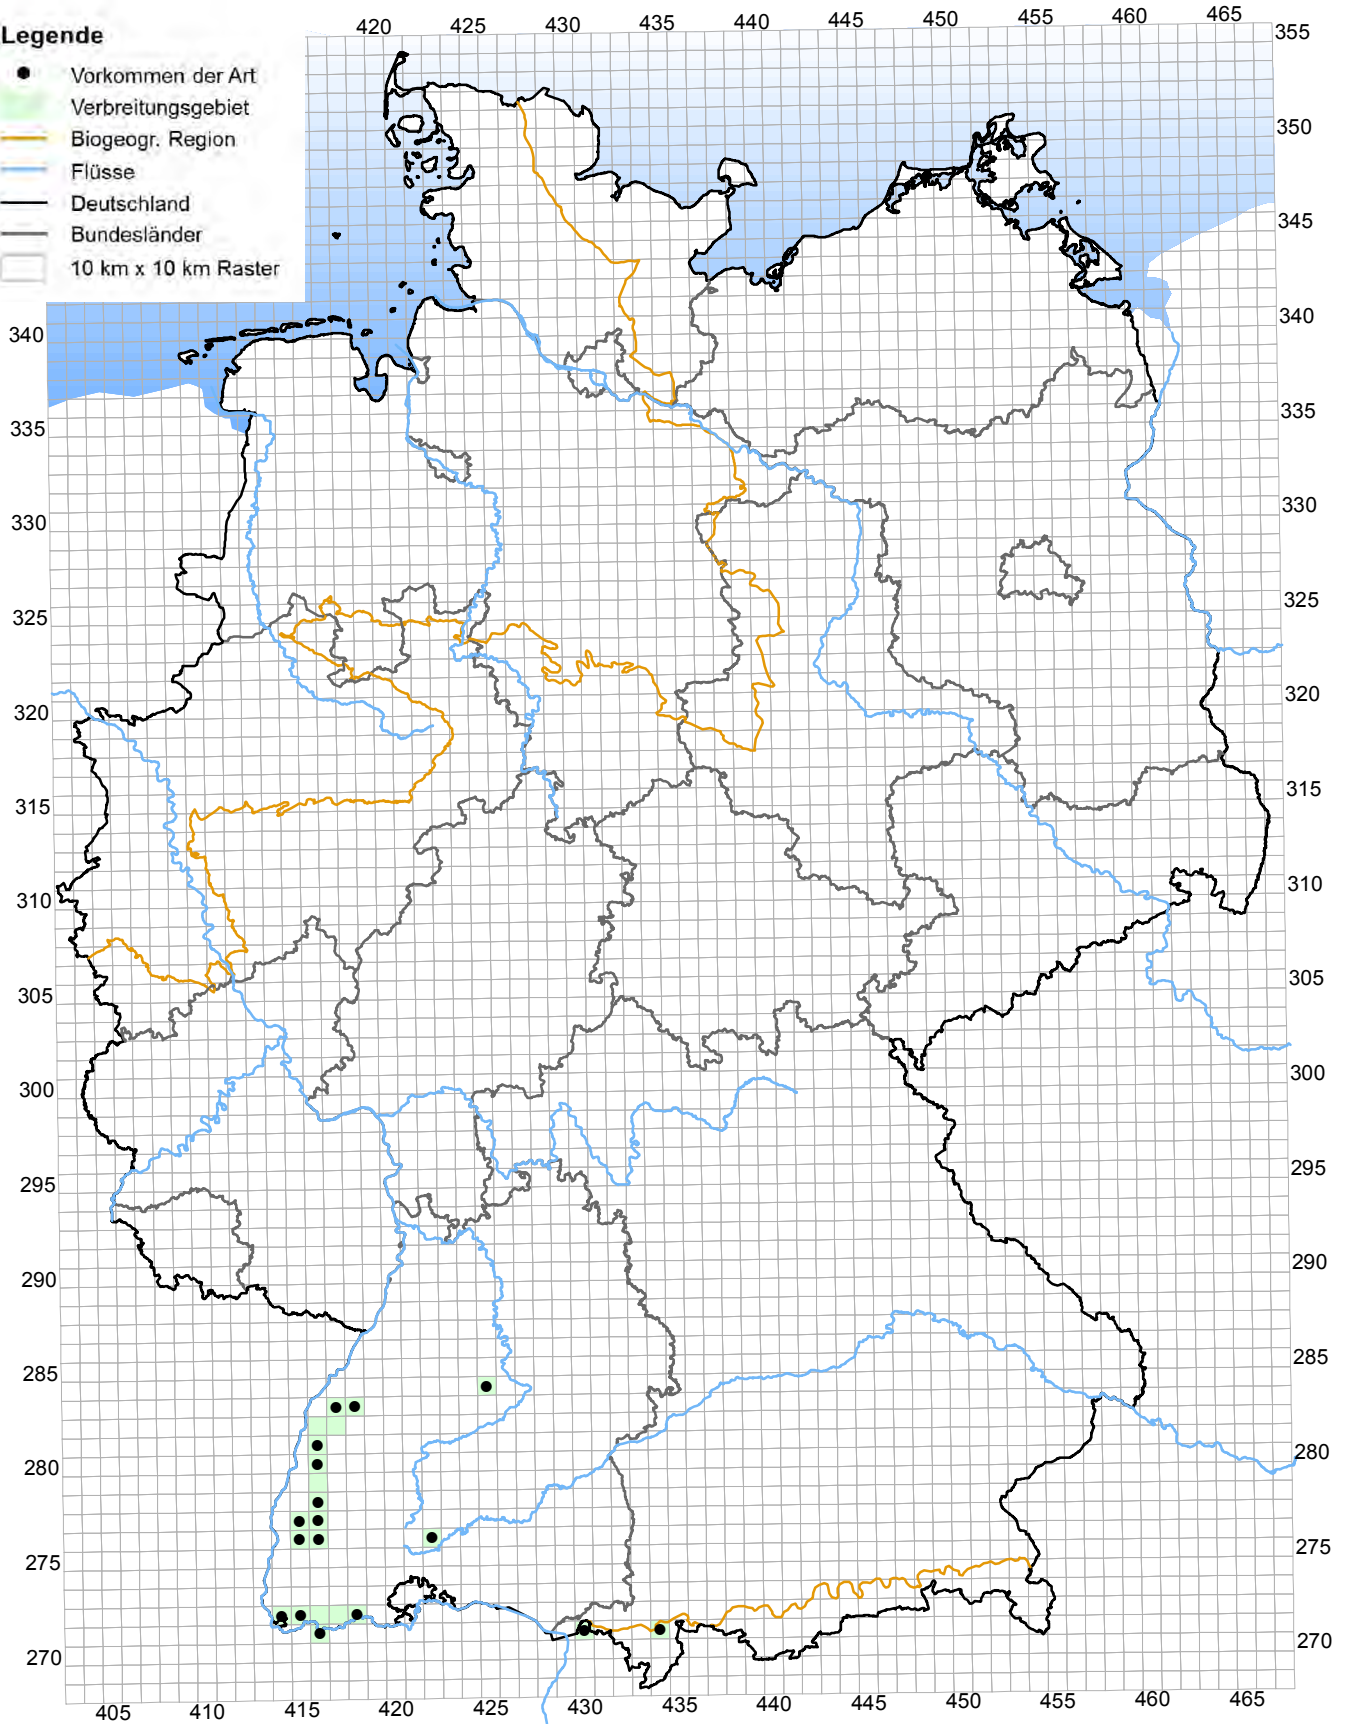 420 425 430 435 440 445 450 455 460 465
Legende
Vorkommen der Art
Verbreitungsgebiet
Biogeogr. Region
Flüsse
Deutschland
Bundesländer
10 km x 10 km Raster
355
350
345
340 340
335 335
330 330
325 325
320 320
315 315
310 310
305 305
300 300
295 295
290 290
285 285
280 280
275 275
270 270
405 410 415 420 425 430 435 440 445 450 455 460 465